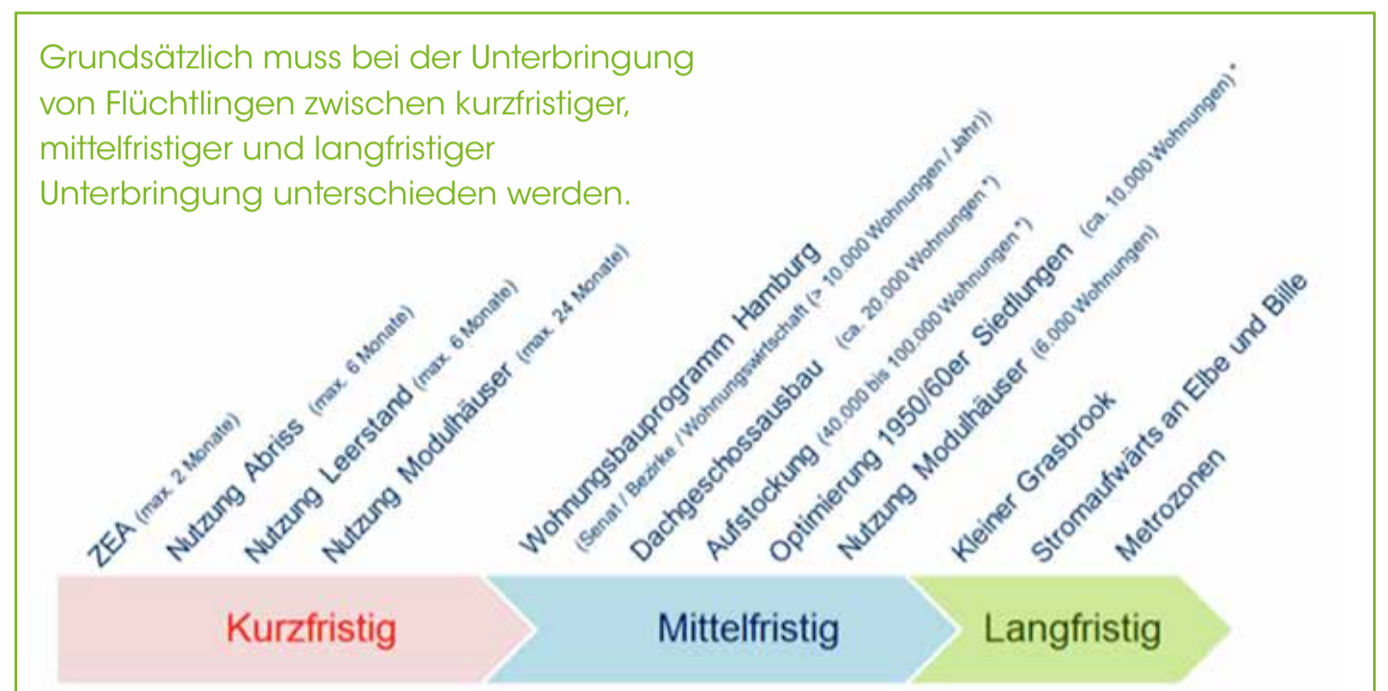 Grundsätzlich muss bei der Unterbringung
von Flüchtlingen zwischen kurzfristiger,
mittelfristiger und langfristiger
Unterbringung unterschieden werden.
ZEA (max. 2 Monate)
Nutzung Abriss (max. 6 Monate)
Nutzung Leerstand (max. 6 Monate)
Nutzung Modulhäuser (max. 24 Monate)
Wohnungsbauprogramm Hamburg
(Senat / Bezirke / Wohnungswirtschaft (> 10.000 Wohnungen / Jahr))
Dachgeschossausbau (ca. 20.000 Wohnungen *)
Aufstockung (40.000 bis 100.000 Wohnungen *)
Optimierung 1950/60er Siedlungen (ca. 10.000 Wohnungen) *
Nutzung Modulhäuser (6.000 Wohnungen)
Kleiner Grasbrook
Stromaufwärts an Elbe und Bille
Metrozonen
Kurzfristig
Mittelfristig
Langfristig